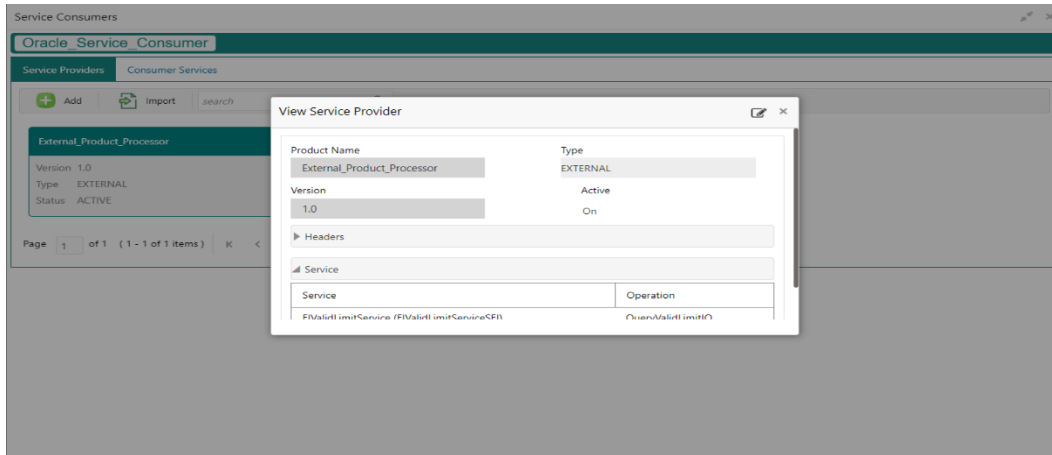 Service Consumers
Oracle_Service_Consumer
Service Providers Consumer Services
Add Import search
External_Product_Processor
Version 1.0
Type EXTERNAL
Status ACTIVE
Page 1 of 1 (1 - 1 of 1 items)
View Service Provider
Product Name Type
External_Product_Processor EXTERNAL
Version Active
1.0 On
Headers
Service
Service Operation